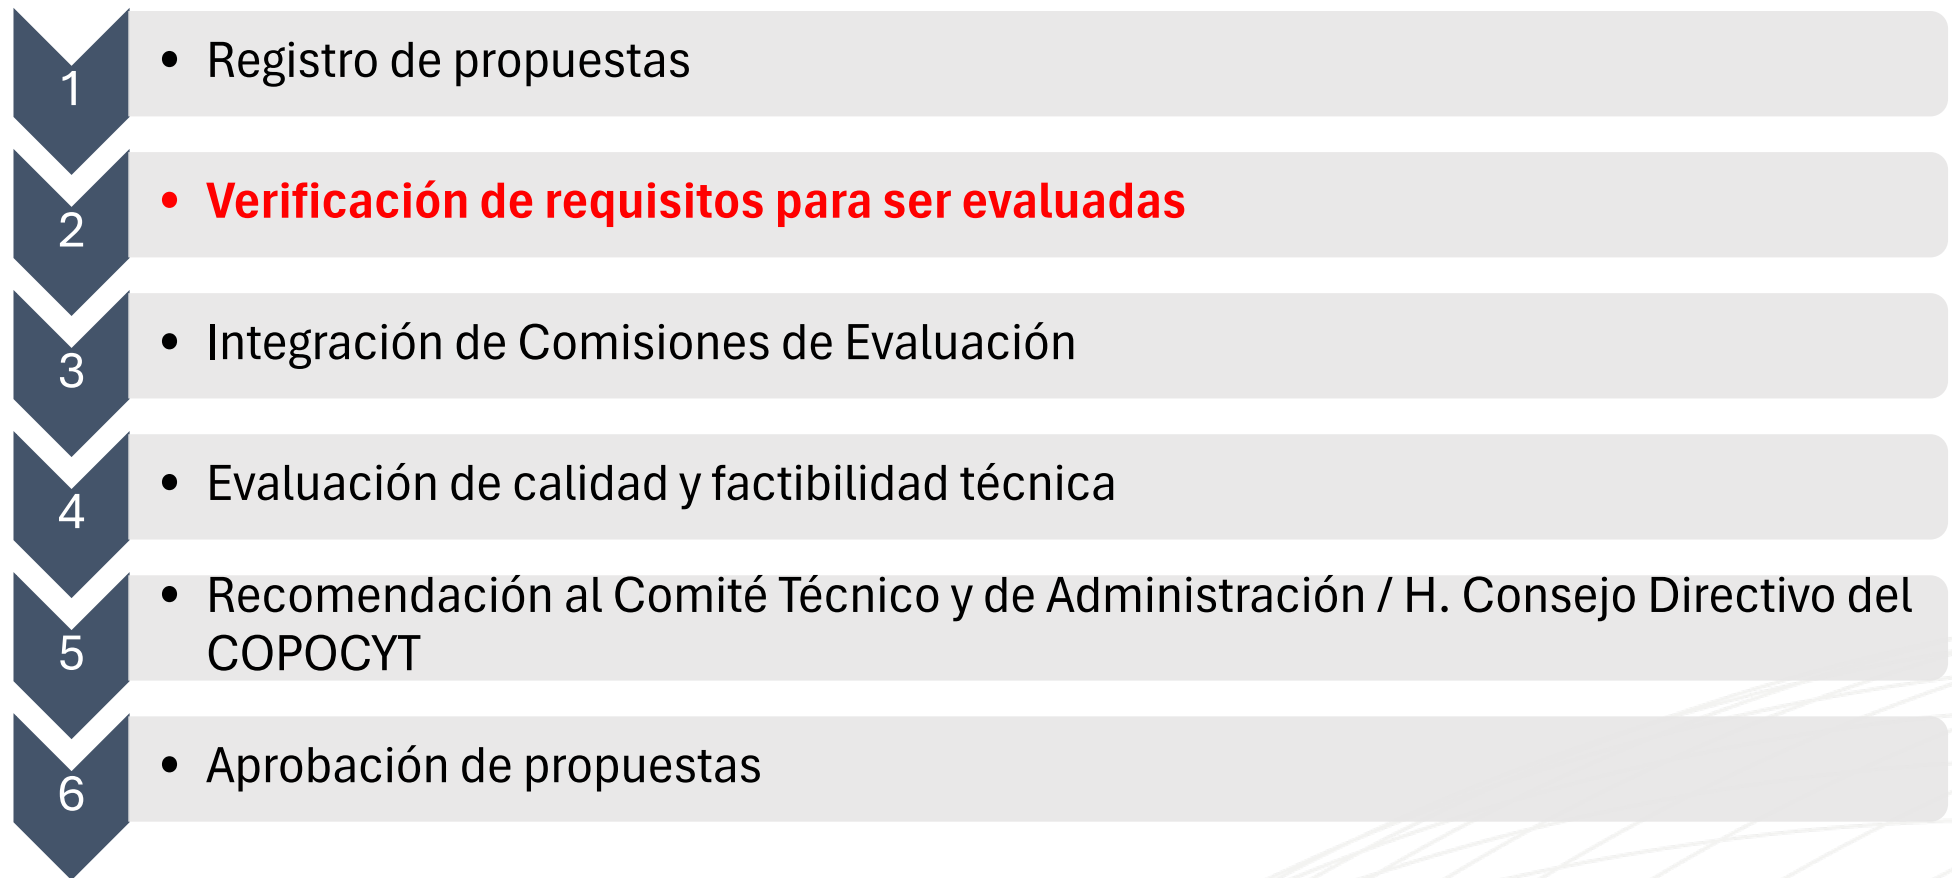 1
• Registro de propuestas
2
• Verificación de requisitos para ser evaluadas
3
• Integración de Comisiones de Evaluación
4
• Evaluación de calidad y factibilidad técnica
5
• Recomendación al Comité Técnico y de Administración / H. Consejo Directivo del
COPOCYT
6
• Aprobación de propuestas